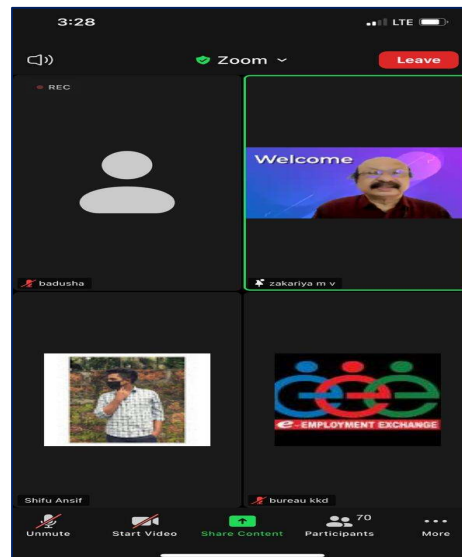 3:28
LTE
Zoom
Leave
REC
Welcome
badusha
zakariya m v
e-EMPLOYMENT EXCHANGE
Shifu Ansif
bureau kkd
70
Unmute
Start Video
Share Content
Participants
More